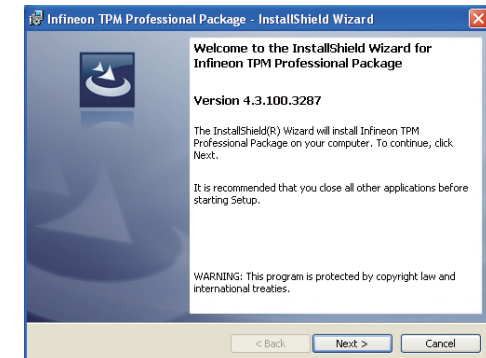 Infineon TPM Professional Package - InstallShield Wizard
Welcome to the InstallShield Wizard for
Infineon TPM Professional Package
Version 4.3.100.3287
The InstallShield(R) Wizard will install Infineon TPM
Professional Package on your computer. To continue, click
Next.
It is recommended that you close all other applications before
starting Setup.
WARNING: This program is protected by copyright law and
international treaties.
< Back
Next >
Cancel